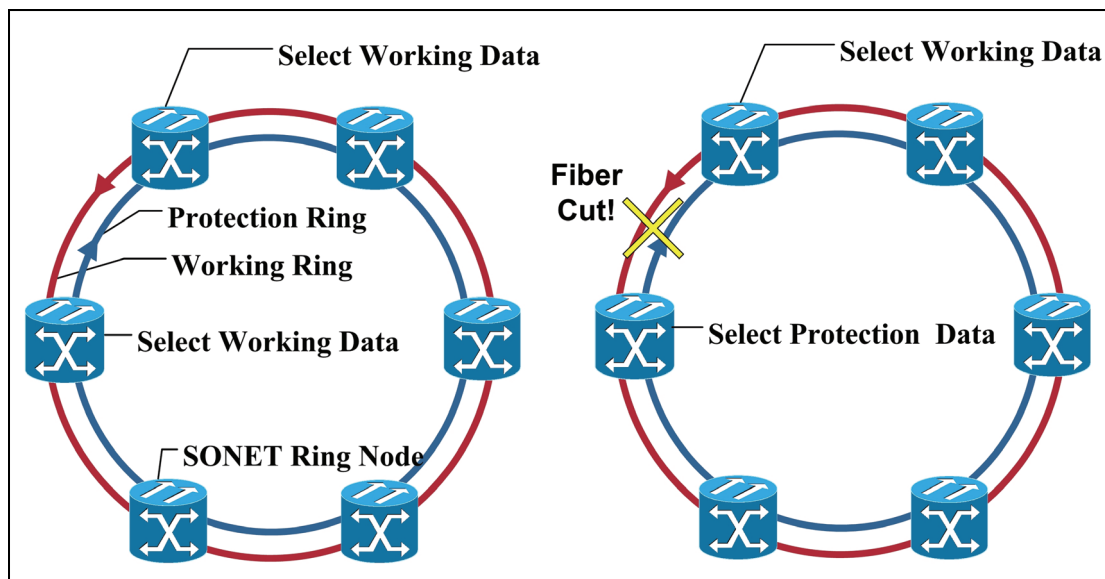 Select Working Data
Protection Ring
Working Ring
Select Working Data
SONET Ring Node
Select Working Data
Fiber
Cut!
Select Protection Data